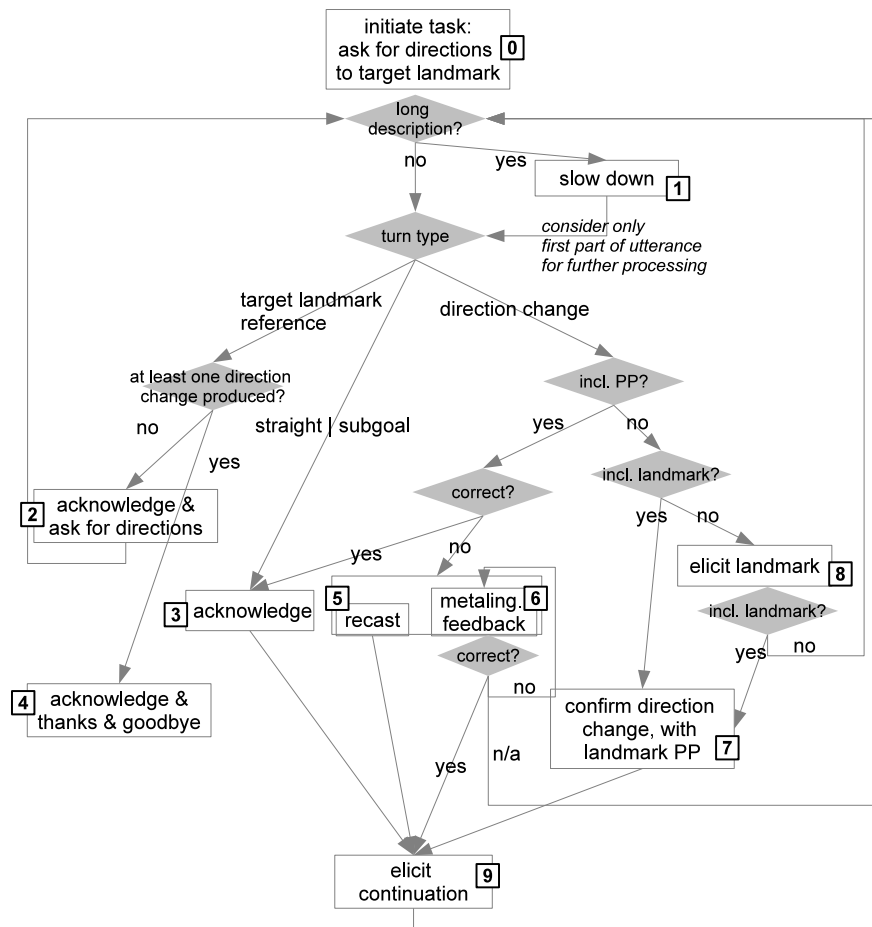 initiate task:
ask for directions
to target landmark
0
long
description?
no
yes
slow down
1
turn type
consider only
first part of utterance
for further processing
target landmark
reference
direction change
at least one direction
change produced?
incl. PP?
no
yes
straight | subgoal
yes
no
acknowledge &
ask for directions
2
correct?
incl. landmark?
yes
no
yes
no
elicit landmark
8
3
acknowledge
5
recast
metaling.
feedback
6
incl. landmark?
yes
no
correct?
no
4
acknowledge &
thanks & goodbye
confirm direction
change, with
landmark PP
7
yes
n/a
elicit
continuation
9